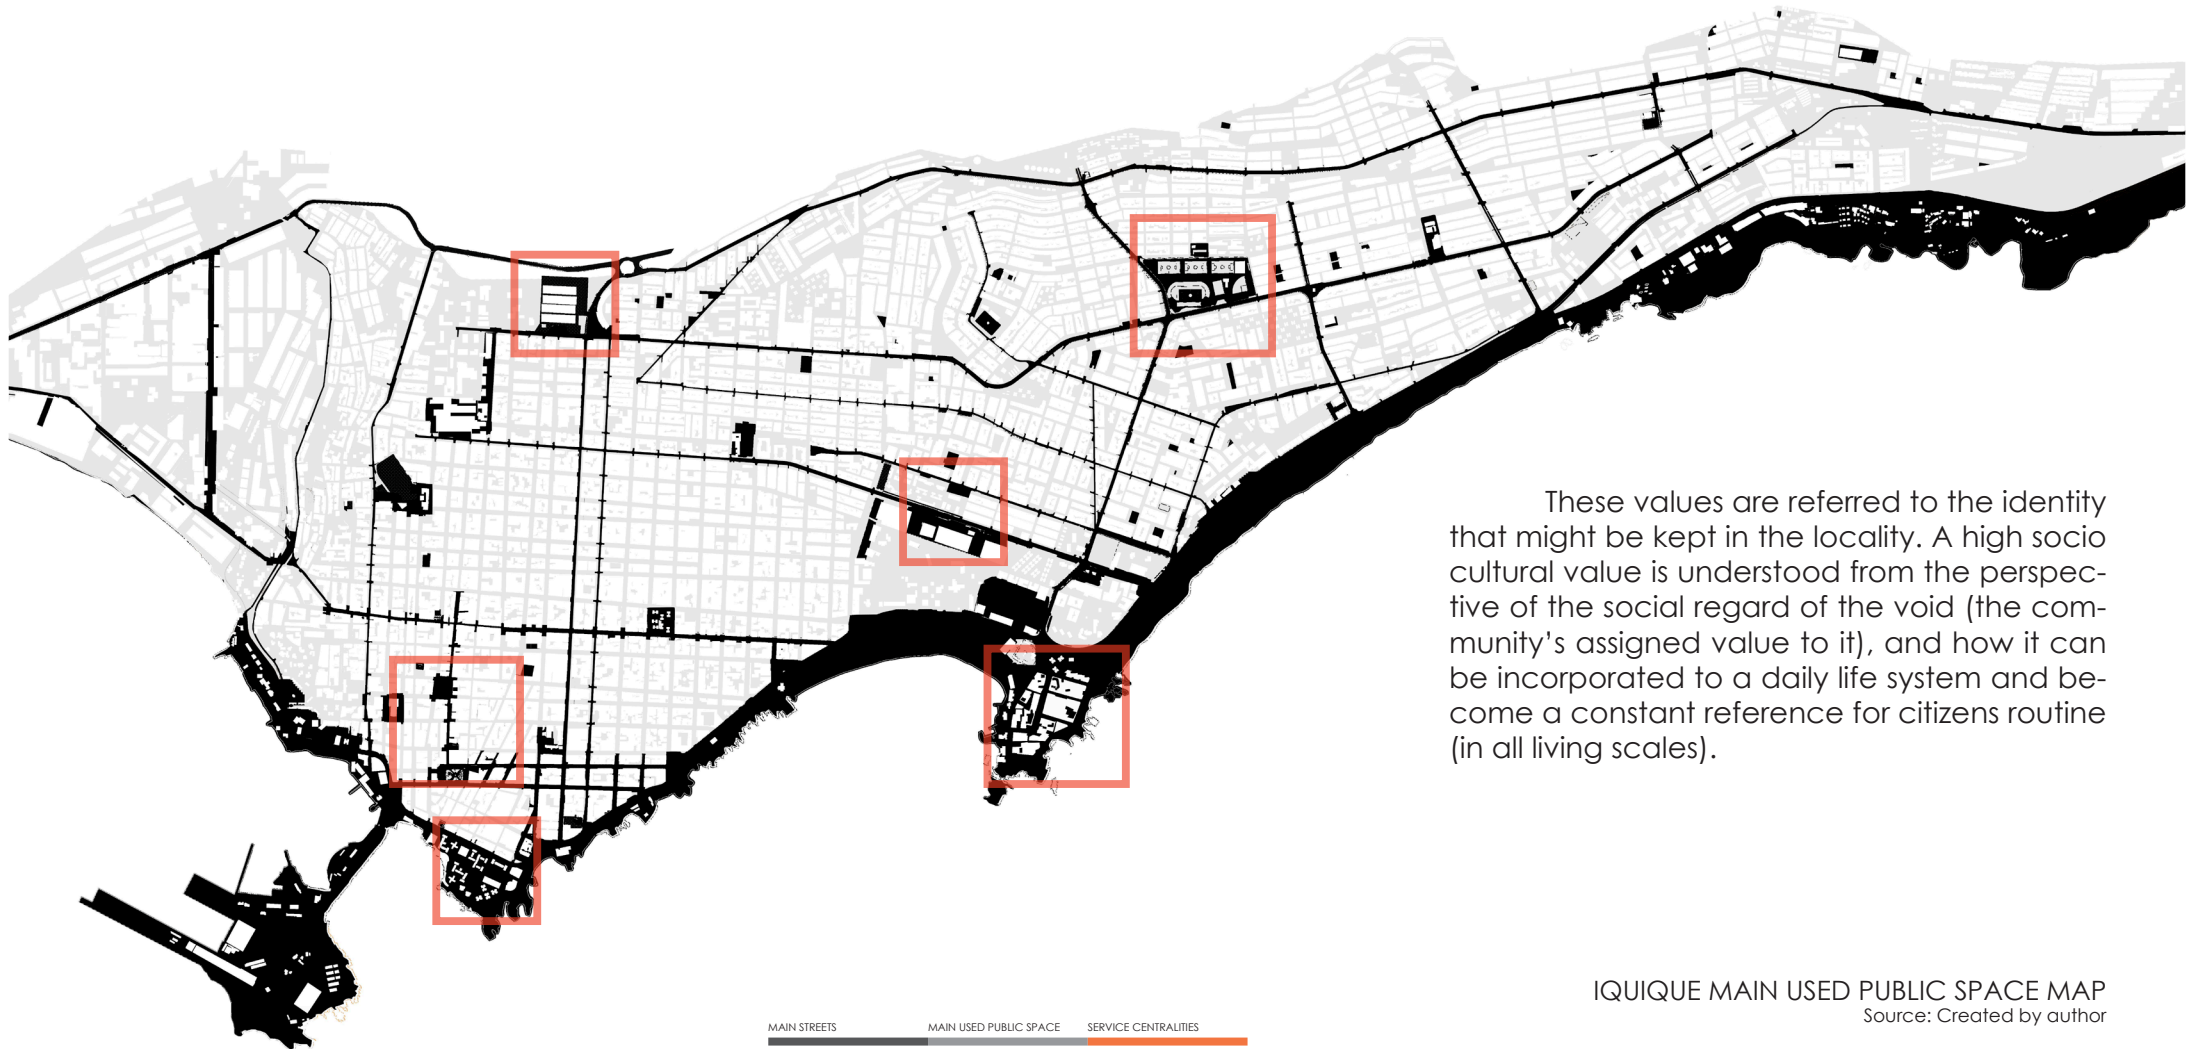 These values are referred to the identity
that might be kept in the locality. A high socio
cultural value is understood from the perspec-
tive of the social regard of the void (the com-
munity's assigned value to it), and how it can
be incorporated to a daily life system and be-
come a constant reference for citizens routine
(in all living scales).
IQUIQUE MAIN USED PUBLIC SPACE MAP
Source: Created by author
MAIN STREETS MAIN USED PUBLIC SPACE SERVICE CENTRALITIES